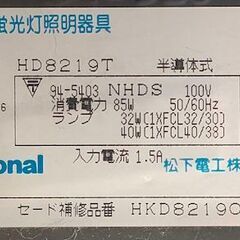 蛍光灯照明器具
HD8219T 半導体式
94-5403 NHDS 100V
6
消費電力 85W 50/60Hz
ランプ 32W(1XFCL32/30)
40W(1XFCL40/38)
入力電流 1.5A
onal 松下電工株
セード補修品番 HKD8219C